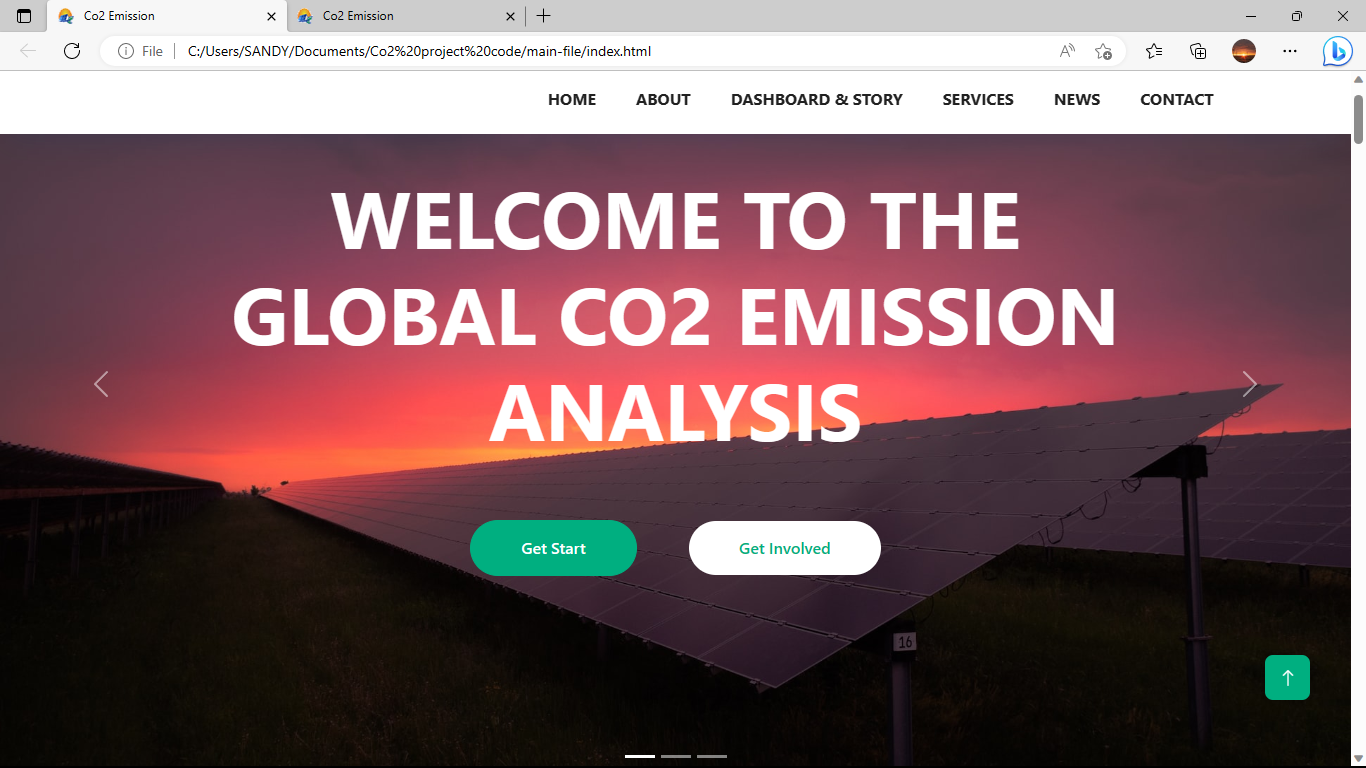 Co2 Emission
Co2 Emission
File C:/Users/SANDY/Documents/Co2%20project%20code/main-file/index.html
HOME ABOUT DASHBOARD & STORY SERVICES NEWS CONTACT
WELCOME TO THE
GLOBAL CO2 EMISSION
ANALYSIS
Get Start Get Involved
16